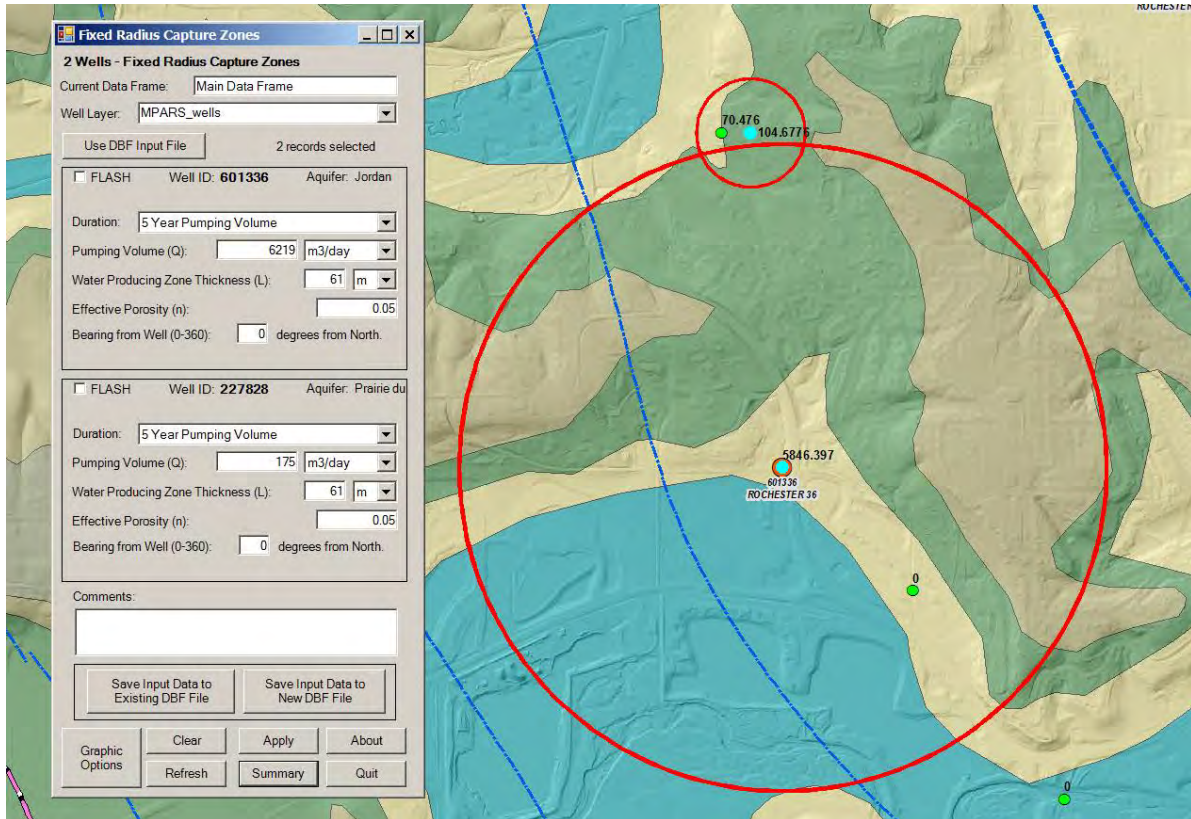 Fixed Radius Capture Zones
2 Wells - Fixed Radius Capture Zones
Current Data Frame: Main Data Frame
Well Layer: MPARS_wells
Use DBF Input File 2 records selected
FLASH Well ID: 601336 Aquifer: Jordan
Duration: 5 Year Pumping Volume
Pumping Volume (Q): 6219 m3/day
Water Producing Zone Thickness (L): 61 m
Effective Porosity (n): 0.05
Bearing from Well (0-360): 0 degrees from North.
FLASH Well ID: 227828 Aquifer: Prairie du
Duration: 5 Year Pumping Volume
Pumping Volume (Q): 175 m3/day
Water Producing Zone Thickness (L): 61 m
Effective Porosity (n): 0.05
Bearing from Well (0-360): 0 degrees from North.
Comments:
Save Input Data to Existing DBF File
Save Input Data to New DBF File
Graphic Options
Clear Apply About
Refresh Summary Quit
ROCHESTER
70.476
104.6776
5846.397
601336
ROCHESTER 36
0
0